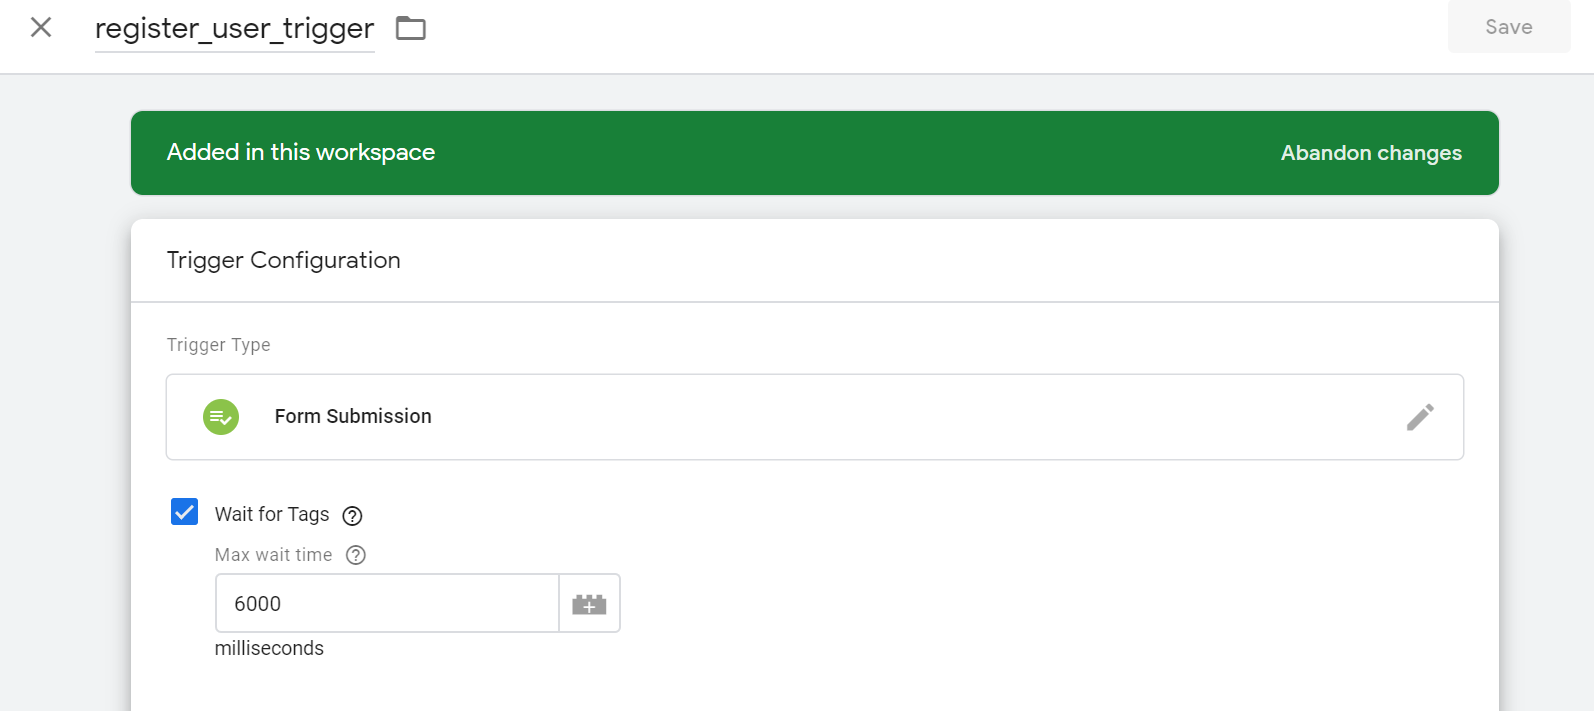 register_user_trigger
Save
Added in this workspace
Abandon changes
Trigger Configuration
Trigger Type
Form Submission
Wait for Tags
Max wait time
6000
milliseconds